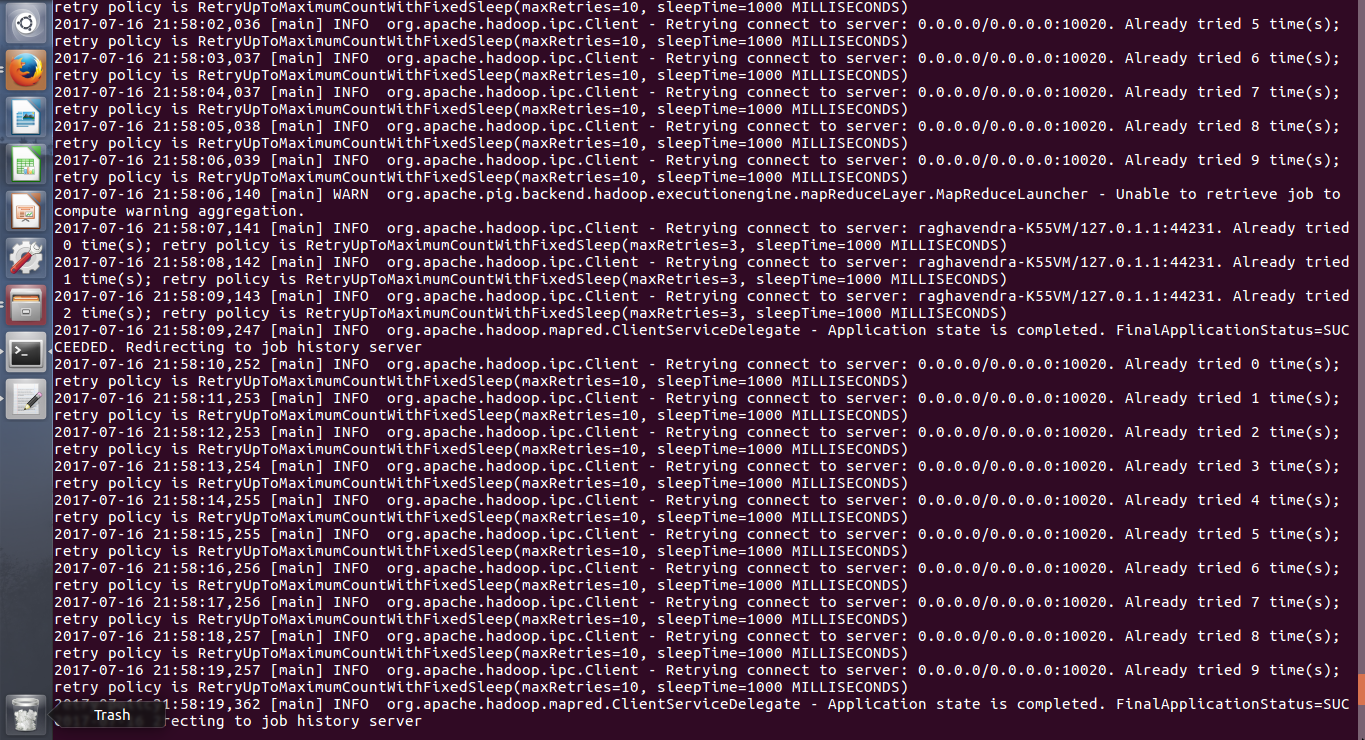 retry policy is RetryUpToMaximumCountWithFixedSleep(maxRetries=10, sleepTime=1000 MILLISECONDS)
2017-07-16 21:58:02,036 [main] INFO  org.apache.hadoop.ipc.Client - Retrying connect to server: 0.0.0.0/0.0.0.0:10020. Already tried 5 time(s);
retry policy is RetryUpToMaximumCountWithFixedSleep(maxRetries=10, sleepTime=1000 MILLISECONDS)
2017-07-16 21:58:03,037 [main] INFO  org.apache.hadoop.ipc.Client - Retrying connect to server: 0.0.0.0/0.0.0.0:10020. Already tried 6 time(s);
retry policy is RetryUpToMaximumCountWithFixedSleep(maxRetries=10, sleepTime=1000 MILLISECONDS)
2017-07-16 21:58:04,037 [main] INFO  org.apache.hadoop.ipc.Client - Retrying connect to server: 0.0.0.0/0.0.0.0:10020. Already tried 7 time(s);
retry policy is RetryUpToMaximumCountWithFixedSleep(maxRetries=10, sleepTime=1000 MILLISECONDS)
2017-07-16 21:58:05,038 [main] INFO  org.apache.hadoop.ipc.Client - Retrying connect to server: 0.0.0.0/0.0.0.0:10020. Already tried 8 time(s);
retry policy is RetryUpToMaximumCountWithFixedSleep(maxRetries=10, sleepTime=1000 MILLISECONDS)
2017-07-16 21:58:06,039 [main] INFO  org.apache.hadoop.ipc.Client - Retrying connect to server: 0.0.0.0/0.0.0.0:10020. Already tried 9 time(s);
retry policy is RetryUpToMaximumCountWithFixedSleep(maxRetries=10, sleepTime=1000 MILLISECONDS)
2017-07-16 21:58:06,140 [main] WARN  org.apache.pig.backend.hadoop.executionengine.mapReduceLayer.MapReduceLauncher - Unable to retrieve job to
compute warning aggregation.
2017-07-16 21:58:07,141 [main] INFO  org.apache.hadoop.ipc.Client - Retrying connect to server: raghavendra-K55VM/127.0.1.1:44231. Already tried
 0 time(s); retry policy is RetryUpToMaximumCountWithFixedSleep(maxRetries=3, sleepTime=1000 MILLISECONDS)
2017-07-16 21:58:08,142 [main] INFO  org.apache.hadoop.ipc.Client - Retrying connect to server: raghavendra-K55VM/127.0.1.1:44231. Already tried
 1 time(s); retry policy is RetryUpToMaximumCountWithFixedSleep(maxRetries=3, sleepTime=1000 MILLISECONDS)
2017-07-16 21:58:09,143 [main] INFO  org.apache.hadoop.ipc.Client - Retrying connect to server: raghavendra-K55VM/127.0.1.1:44231. Already tried
 2 time(s); retry policy is RetryUpToMaximumCountWithFixedSleep(maxRetries=3, sleepTime=1000 MILLISECONDS)
2017-07-16 21:58:09,247 [main] INFO  org.apache.hadoop.mapred.ClientServiceDelegate - Application state is completed. FinalApplicationStatus=SUC
CEEDED. Redirecting to job history server
2017-07-16 21:58:10,252 [main] INFO  org.apache.hadoop.ipc.Client - Retrying connect to server: 0.0.0.0/0.0.0.0:10020. Already tried 0 time(s);
retry policy is RetryUpToMaximumCountWithFixedSleep(maxRetries=10, sleepTime=1000 MILLISECONDS)
2017-07-16 21:58:11,253 [main] INFO  org.apache.hadoop.ipc.Client - Retrying connect to server: 0.0.0.0/0.0.0.0:10020. Already tried 1 time(s);
retry policy is RetryUpToMaximumCountWithFixedSleep(maxRetries=10, sleepTime=1000 MILLISECONDS)
2017-07-16 21:58:12,253 [main] INFO  org.apache.hadoop.ipc.Client - Retrying connect to server: 0.0.0.0/0.0.0.0:10020. Already tried 2 time(s);
retry policy is RetryUpToMaximumCountWithFixedSleep(maxRetries=10, sleepTime=1000 MILLISECONDS)
2017-07-16 21:58:13,254 [main] INFO  org.apache.hadoop.ipc.Client - Retrying connect to server: 0.0.0.0/0.0.0.0:10020. Already tried 3 time(s);
retry policy is RetryUpToMaximumCountWithFixedSleep(maxRetries=10, sleepTime=1000 MILLISECONDS)
2017-07-16 21:58:14,255 [main] INFO  org.apache.hadoop.ipc.Client - Retrying connect to server: 0.0.0.0/0.0.0.0:10020. Already tried 4 time(s);
retry policy is RetryUpToMaximumCountWithFixedSleep(maxRetries=10, sleepTime=1000 MILLISECONDS)
2017-07-16 21:58:15,255 [main] INFO  org.apache.hadoop.ipc.Client - Retrying connect to server: 0.0.0.0/0.0.0.0:10020. Already tried 5 time(s);
retry policy is RetryUpToMaximumCountWithFixedSleep(maxRetries=10, sleepTime=1000 MILLISECONDS)
2017-07-16 21:58:16,256 [main] INFO  org.apache.hadoop.ipc.Client - Retrying connect to server: 0.0.0.0/0.0.0.0:10020. Already tried 6 time(s);
retry policy is RetryUpToMaximumCountWithFixedSleep(maxRetries=10, sleepTime=1000 MILLISECONDS)
2017-07-16 21:58:17,256 [main] INFO  org.apache.hadoop.ipc.Client - Retrying connect to server: 0.0.0.0/0.0.0.0:10020. Already tried 7 time(s);
retry policy is RetryUpToMaximumCountWithFixedSleep(maxRetries=10, sleepTime=1000 MILLISECONDS)
2017-07-16 21:58:18,257 [main] INFO  org.apache.hadoop.ipc.Client - Retrying connect to server: 0.0.0.0/0.0.0.0:10020. Already tried 8 time(s);
retry policy is RetryUpToMaximumCountWithFixedSleep(maxRetries=10, sleepTime=1000 MILLISECONDS)
2017-07-16 21:58:19,257 [main] INFO  org.apache.hadoop.ipc.Client - Retrying connect to server: 0.0.0.0/0.0.0.0:10020. Already tried 9 time(s);
retry policy is RetryUpToMaximumCountWithFixedSleep(maxRetries=10, sleepTime=1000 MILLISECONDS)
21:58:19,362 [main] INFO  org.apache.hadoop.mapred.ClientServiceDelegate - Application state is completed. FinalApplicationStatus=SUC
Trash
recting to job history server